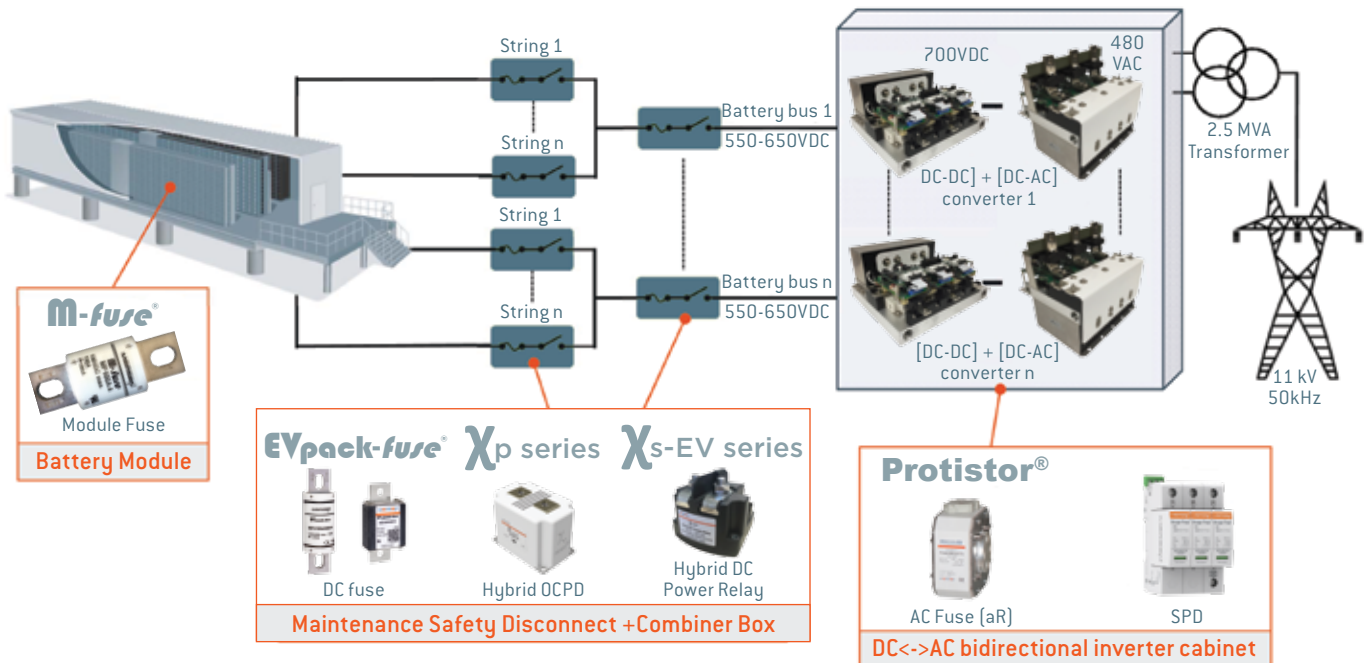 String 1
String n
String 1
String n
Battery bus 1
550-650VDC
Battery bus n
550-650VDC
700VDC
480
VAC
DC-DC] + [DC-AC]
converter 1
[DC-DC] + [DC-AC]
converter n
2.5 MVA
Transformer
11 kV
50kHz
M-fuse®
Module Fuse
Battery Module
EVpack-fuse®
Xp series
Xs-EV series
DC fuse
Hybrid OCPD
Hybrid DC
Power Relay
Maintenance Safety Disconnect +Combiner Box
Protistor®
AC Fuse (aR)
SPD
DC<->AC bidirectional inverter cabinet